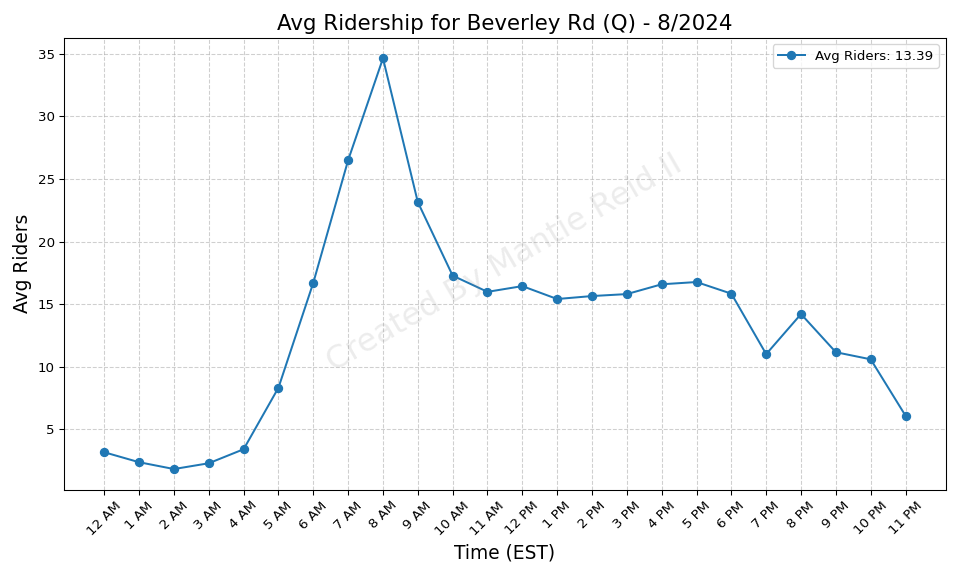 Avg Ridership for Beverley Rd (Q) - 8/2024
Avg Riders: 13.39
Avg Riders
35
30
25
20
15
10
5
Created By Mantie Reid II
12 AM
1 AM
2 AM
3 AM
4 AM
5 AM
6 AM
7 AM
8 AM
9 AM
10 AM
11 AM
12 PM
1 PM
2 PM
3 PM
4 PM
5 PM
6 PM
7 PM
8 PM
9 PM
10 PM
11 PM
Time (EST)